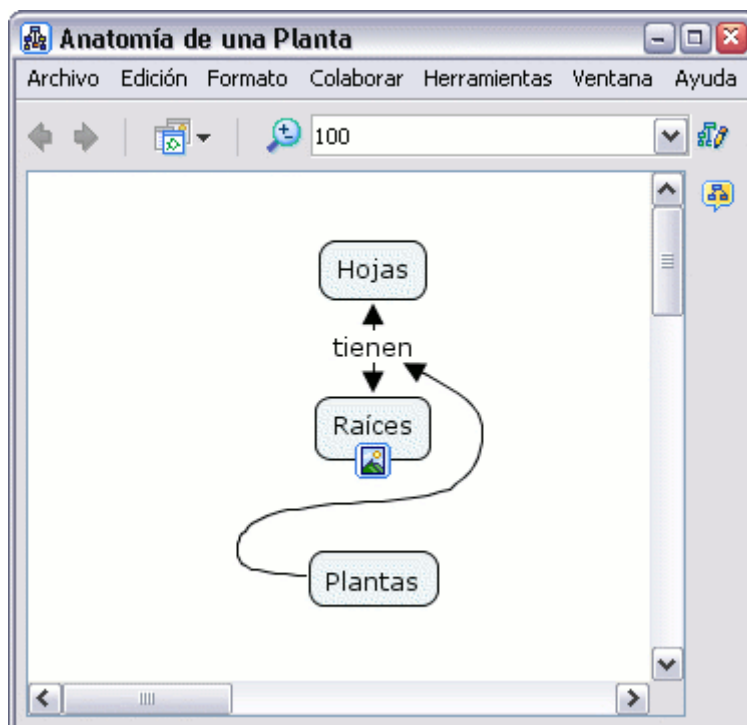 Anatomía de una Planta
Archivo Edición Formato Colaborar Herramientas Ventana Ayuda
100
Hojas
tienen
Raíces
Plantas